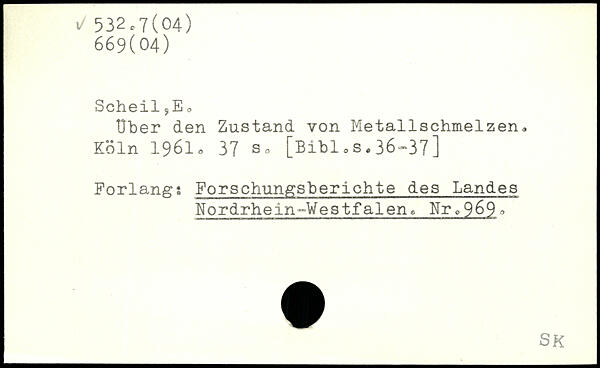 ✓ 532.7(04)
669(04)
Scheil,E.
Über den Zustand von Metallschmelzen.
Köln 1961. 37 s. [Bibl.s.36-37]
Forlang: Forschungsberichte des Landes
Nordrhein-Westfalen. Nr.969.
SK